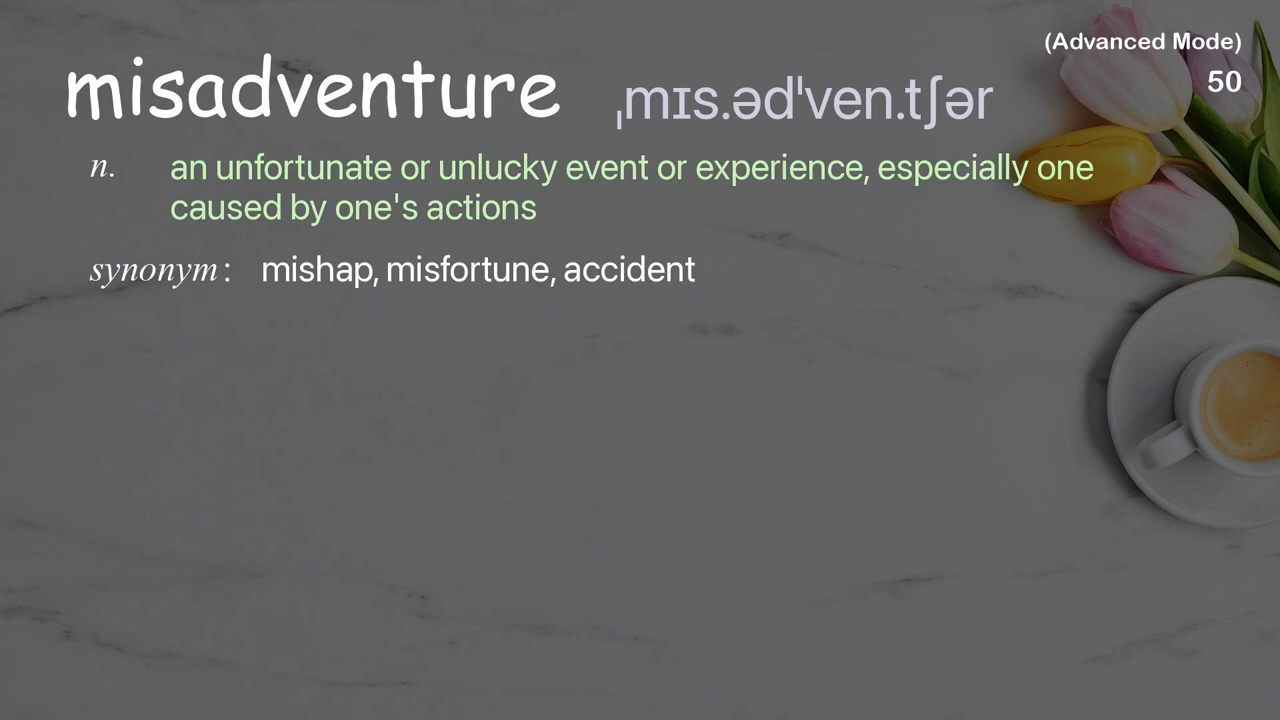 (Advanced Mode)
50
misadventure ˌmɪs.ədˈven.tʃər
n. an unfortunate or unlucky event or experience, especially one
caused by one's actions
synonym: mishap, misfortune, accident